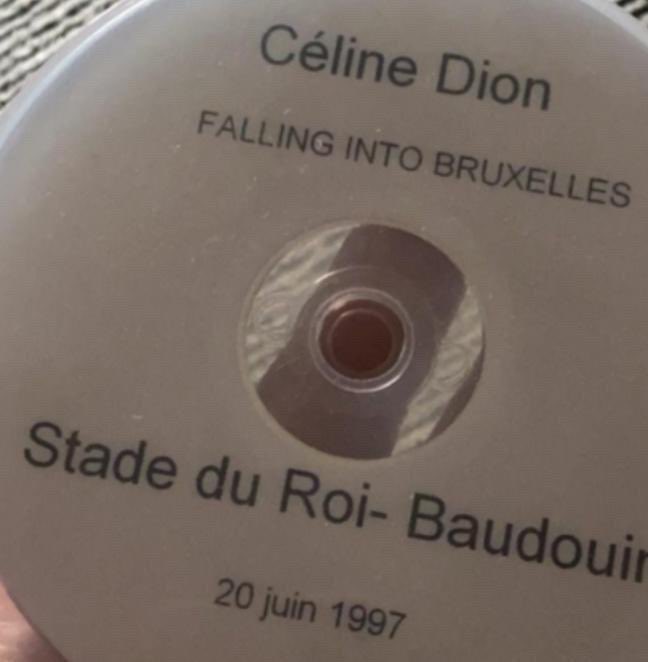 Céline Dion
FALLING INTO BRUXELLES
Stade du Roi- Baudouin
20 juin 1997